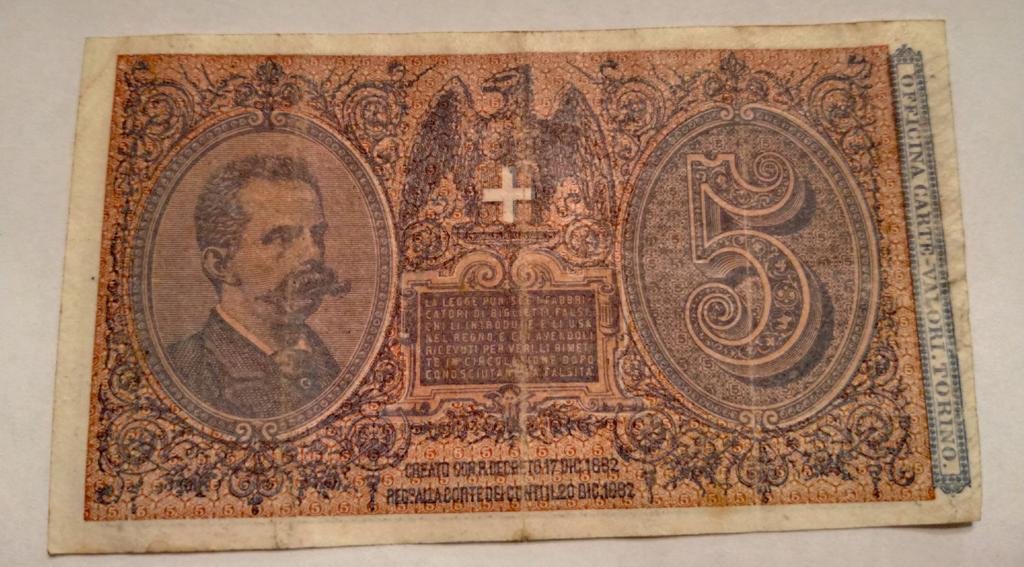 5
LA LEGGE PUNISCE I FABBRI-
CATORI DI BIGLIETTI FALSI
CHI LI INTRODUCE E LI USA
NEL REGNO E CHI AVENDOLI
RICEVUTI PER VERI LI RIMET-
TE IN CIRCOLAZIONE DOPO
CONOSCIUTANE LA FALSITÀ
CREATO CON R. DECR. 17 DIC. 1882
REG. ALLA CORTE DEI CONTI IL 20 DIC. 1882
OFFICINA CARTE-VALORI.TORINO.